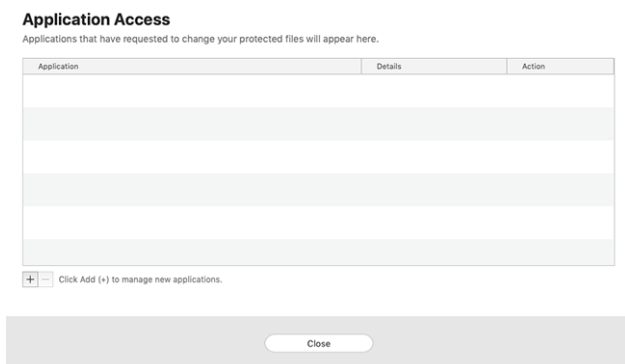 Application Access
Applications that have requested to change your protected files will appear here.
Application Details Action
+ − Click Add (+) to manage new applications.
Close